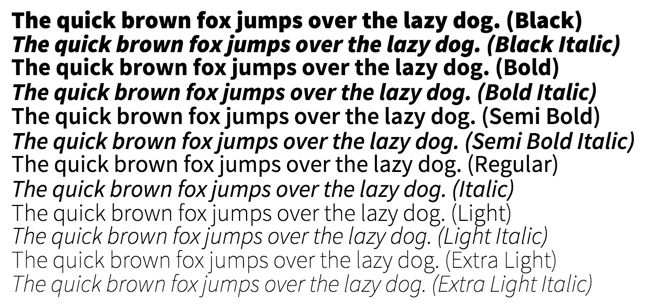 The quick brown fox jumps over the lazy dog. (Black)
The quick brown fox jumps over the lazy dog. (Black Italic)
The quick brown fox jumps over the lazy dog. (Bold)
The quick brown fox jumps over the lazy dog. (Bold Italic)
The quick brown fox jumps over the lazy dog. (Semi Bold)
The quick brown fox jumps over the lazy dog. (Semi Bold Italic)
The quick brown fox jumps over the lazy dog. (Regular)
The quick brown fox jumps over the lazy dog. (Italic)
The quick brown fox jumps over the lazy dog. (Light)
The quick brown fox jumps over the lazy dog. (Light Italic)
The quick brown fox jumps over the lazy dog. (Extra Light)
The quick brown fox jumps over the lazy dog. (Extra Light Italic)